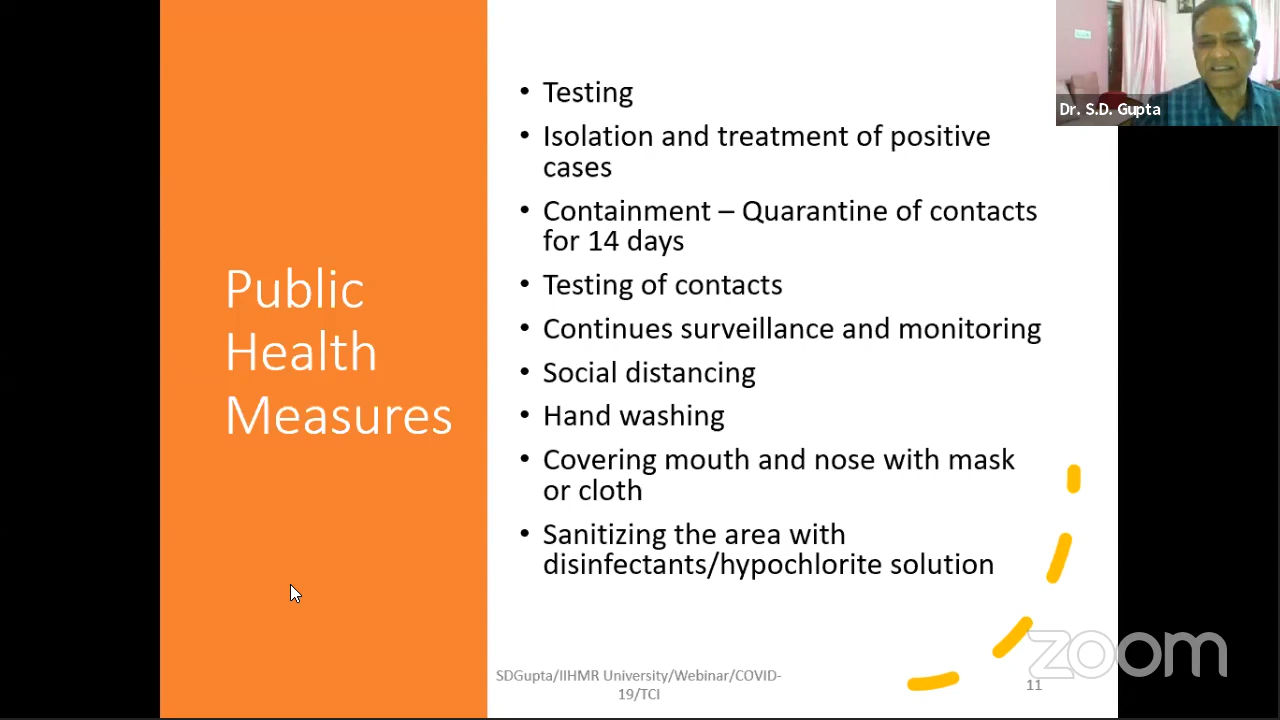 Public
Health
Measures
• Testing
• Isolation and treatment of positive
cases
• Containment – Quarantine of contacts
for 14 days
• Testing of contacts
• Continues surveillance and monitoring
• Social distancing
• Hand washing
• Covering mouth and nose with mask
or cloth
• Sanitizing the area with
disinfectants/hypochlorite solution
SDGupta/IIHMR University/Webinar/COVID-
19/TCI
11
Dr. S.D. Gupta
zoom